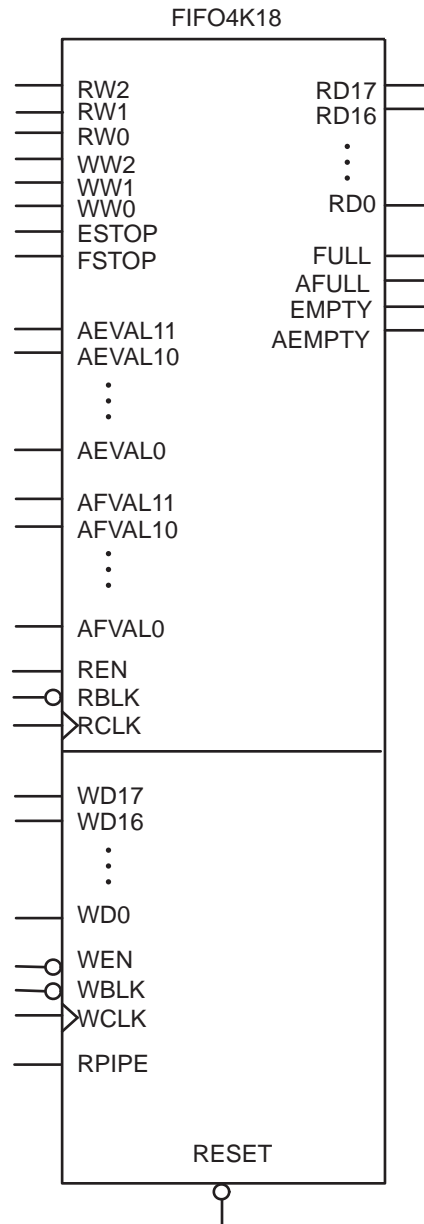 FIFO4K18
RW2
RW1
RW0
WW2
WW1
WW0
ESTOP
FSTOP
AEVAL11
AEVAL10
AEVAL0
AFVAL11
AFVAL10
AFVAL0
REN
RBLK
RCLK
RD17
RD16
RD0
FULL
AFULL
EMPTY
AEMPTY
WD17
WD16
WD0
WEN
WBLK
WCLK
RPIPE
RESET